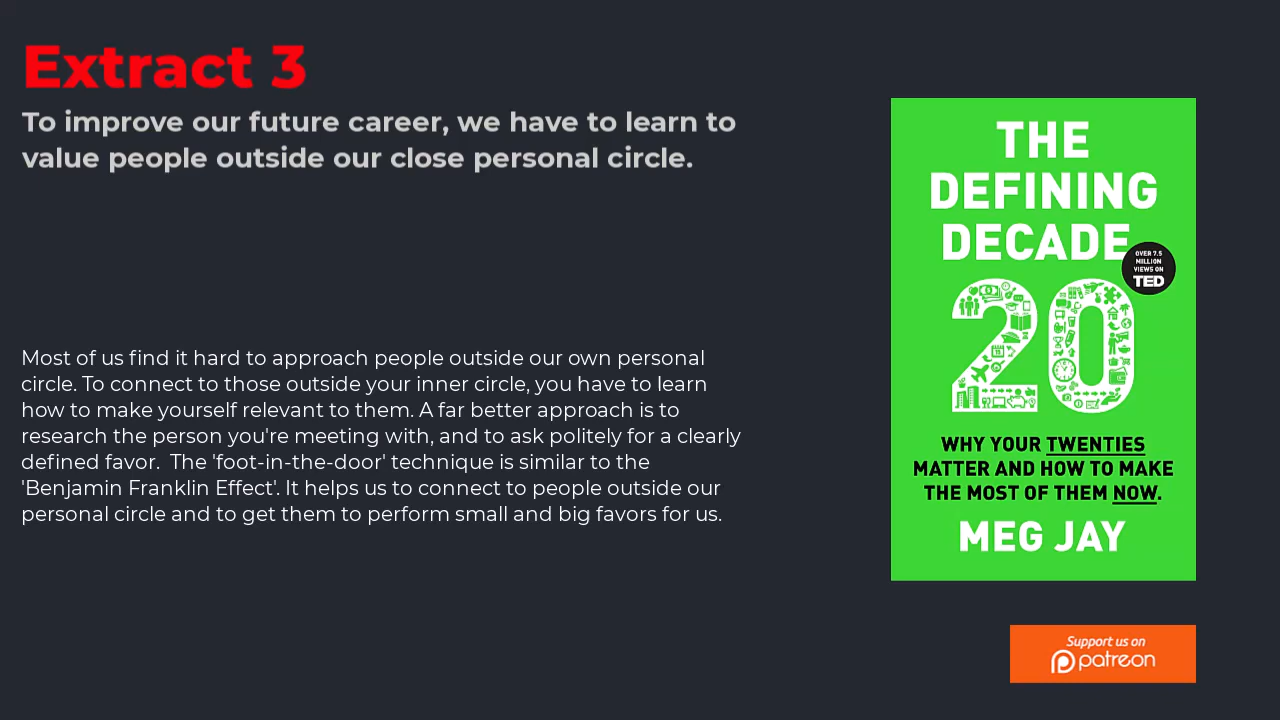 Extract 3
To improve our future career, we have to learn to
value people outside our close personal circle.
Most of us find it hard to approach people outside our own personal
circle. To connect to those outside your inner circle, you have to learn
how to make yourself relevant to them. A far better approach is to
research the person you're meeting with, and to ask politely for a clearly
defined favor.  The 'foot-in-the-door' technique is similar to the
'Benjamin Franklin Effect'. It helps us to connect to people outside our
personal circle and to get them to perform small and big favors for us.
THE
DEFINING
DECADE
OVER 7.5
MILLION
VIEWS ON
TED
20
WHY YOUR TWENTIES
MATTER AND HOW TO MAKE
THE MOST OF THEM NOW.
MEG JAY
Support us on
patreon